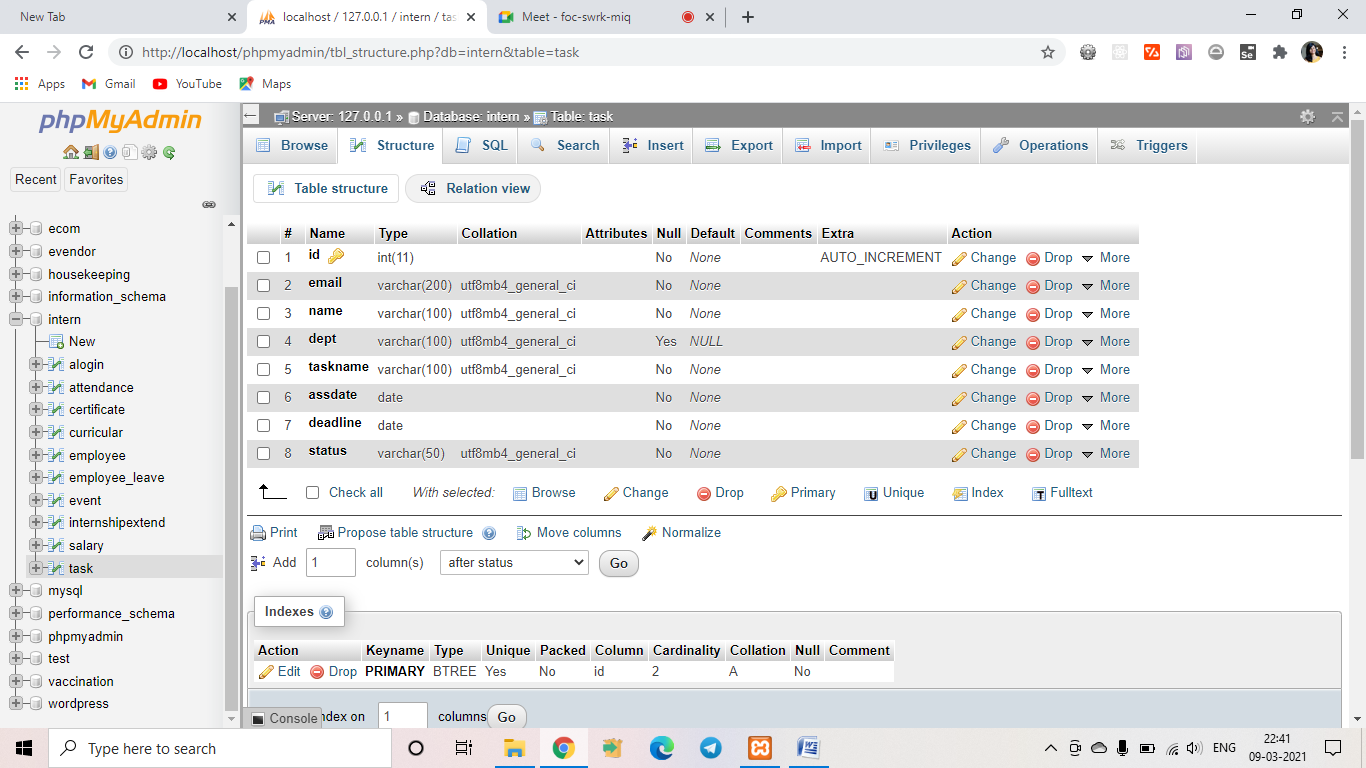 New Tab
localhost / 127.0.0.1 / intern / tas
Meet - foc-swrk-miq
http://localhost/phpmyadmin/tbl_structure.php?db=intern&table=task
Apps Gmail YouTube Maps
phpMyAdmin
Recent Favorites
ecom
evendor
housekeeping
information_schema
intern
New
alogin
attendance
certificate
curricular
employee
employee_leave
event
internshipextend
salary
task
mysql
performance_schema
phpmyadmin
test
vaccination
wordpress
Server: 127.0.0.1 » Database: intern » Table: task
Browse Structure SQL Search Insert Export Import Privileges Operations Triggers
Table structure Relation view
# Name Type Collation Attributes Null Default Comments Extra Action
1 id int(11) No None AUTO_INCREMENT Change Drop More
2 email varchar(200) utf8mb4_general_ci No None Change Drop More
3 name varchar(100) utf8mb4_general_ci No None Change Drop More
4 dept varchar(100) utf8mb4_general_ci Yes NULL Change Drop More
5 taskname varchar(100) utf8mb4_general_ci No None Change Drop More
6 assdate date No None Change Drop More
7 deadline date No None Change Drop More
8 status varchar(50) utf8mb4_general_ci No None Change Drop More
Check all With selected: Browse Change Drop Primary Unique Index Fulltext
Print Propose table structure Move columns Normalize
Add 1 column(s) after status Go
Indexes
Action Keyname Type Unique Packed Column Cardinality Collation Null Comment
Edit Drop PRIMARY BTREE Yes No id 2 A No
Console ndex on 1 columns Go
Type here to search
ENG
22:41
09-03-2021